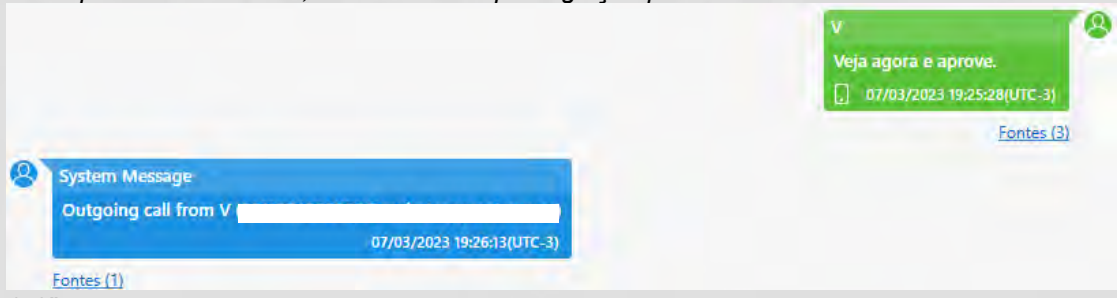 V
Veja agora e aprove.
07/03/2023 19:25:28(UTC-3)
Fontes (3)
System Message
Outgoing call from V (
07/03/2023 19:26:13(UTC-3)
Fontes (1)